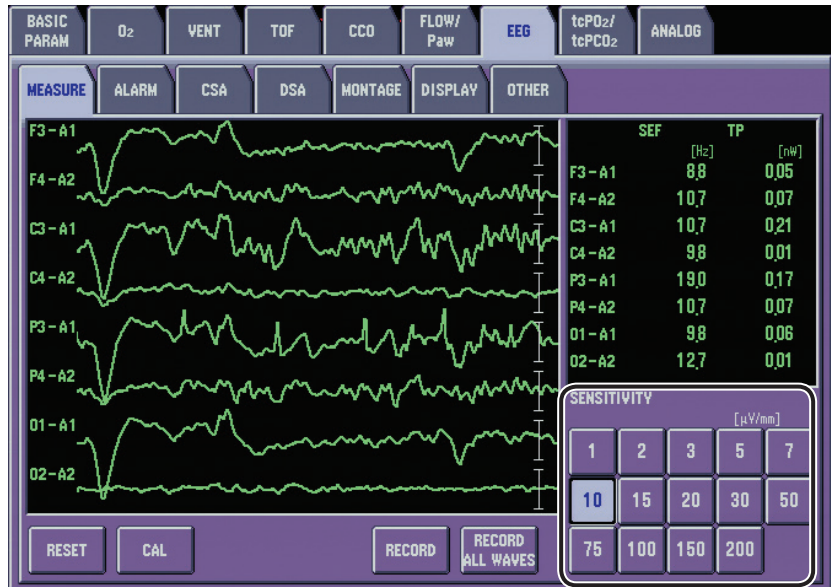 BASIC PARAM O2 VENT TOF CCO FLOW/ Paw EEG tcPO2/ tcPCO2 ANALOG
MEASURE ALARM CSA DSA MONTAGE DISPLAY OTHER
F3-A1
F4-A2
C3-A1
C4-A2
P3-A1
P4-A2
O1-A1
O2-A2
SEF TP
[Hz] [nW]
F3-A1 8.8 0.05
F4-A2 10.7 0.07
C3-A1 10.7 0.21
C4-A2 9.8 0.01
P3-A1 19.0 0.17
P4-A2 10.7 0.07
O1-A1 9.8 0.06
O2-A2 12.7 0.01
SENSITIVITY
[μV/mm]
1 2 3 5 7
10 15 20 30 50
75 100 150 200
RESET CAL RECORD RECORD ALL WAVES